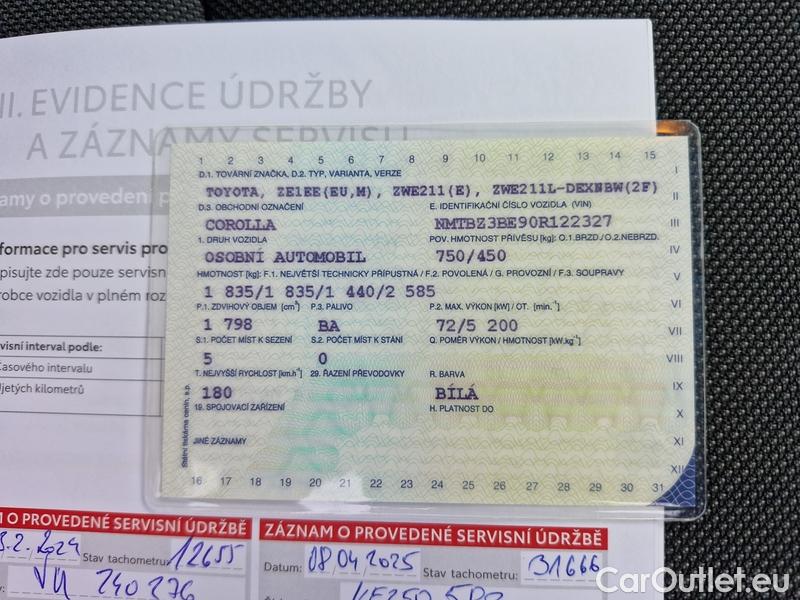 II. EVIDENCE ÚDRŽBY
A ZÁZNAMY SERVISU
amy o provedení
nformace pro servis pro
pisujte zde pouze servisn
robce vozidla v plném roz
visní interval podle:
Časového intervalu
Ujetých kilometrů
1 2 3 4 5 6 7 8 9 10 11 12 13 14 15
D.1. TOVÁRNÍ ZNAČKA, D.2. TYP, VARIANTA, VERZE
I
TOYOTA, ZE1EE(EU,M), ZWE211(E), ZWE211L-DEXNBW(2F)
II
D.3. OBCHODNÍ OZNAČENÍ E. IDENTIFIKAČNÍ ČÍSLO VOZIDLA (VIN)
COROLLA NMTBZ3BE90R122327
III
1. DRUH VOZIDLA POV. HMOTNOST PŘÍVĚSU [kg]: O.1.BRZD./O.2.NEBRZD.
OSOBNÍ AUTOMOBIL 750/450
IV
HMOTNOST [kg]: F.1. NEJVĚTŠÍ TECHNICKY PŘÍPUSTNÁ / F.2. POVOLENÁ / G. PROVOZNÍ / F.3. SOUPRAVY
V
1 835/1 835/1 440/2 585
P.1. ZDVIHOVÝ OBJEM [cm³] P.3. PALIVO P.2. MAX. VÝKON [kW] / OT. [min.⁻¹]
VI
1 798 BA 72/5 200
VII
S.1. POČET MÍST K SEZENÍ S.2. POČET MÍST K STÁNÍ Q. POMĚR VÝKON / HMOTNOST [kW.kg⁻¹]
5 0
VIII
T. NEJVYŠŠÍ RYCHLOST [km.h⁻¹] 29. ŘAZENÍ PŘEVODOVKY R. BARVA
180 BÍLÁ
IX
19. SPOJOVACÍ ZAŘÍZENÍ H. PLATNOST DO
X
JINÉ ZÁZNAMY
XI
XII
Státní tiskárna cenin, s.p.
16 17 18 19 20 21 22 23 24 25 26 27 28 29 30 31
M O PROVEDENÉ SERVISNÍ ÚDRŽBĚ
ZÁZNAM O PROVEDENÉ SERVISNÍ ÚDRŽBĚ
3.2.2024 Stav tachometru: 12655
Datum: 08.04.2025 Stav tachometru: 31666
240276
CarOutlet.eu